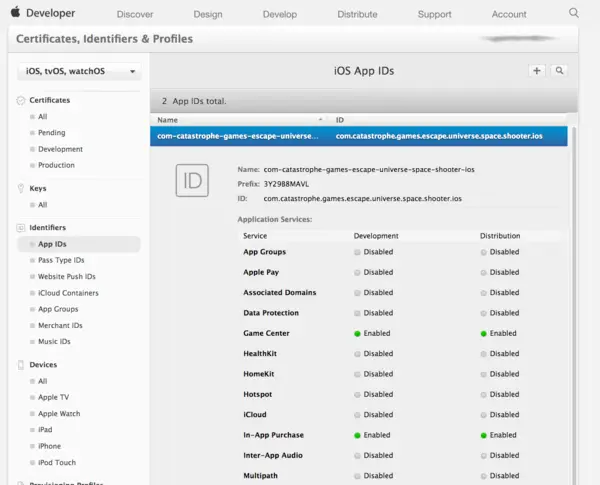 Developer Discover Design Develop Distribute Support Account
Certificates, Identifiers & Profiles
iOS, tvOS, watchOS
Certificates
All
Pending
Development
Production
Keys
All
Identifiers
App IDs
Pass Type IDs
Website Push IDs
iCloud Containers
App Groups
Merchant IDs
Music IDs
Devices
All
Apple TV
Apple Watch
iPad
iPhone
iPod Touch
iOS App IDs
2 App IDs total.
Name ID
com-catastrophe-games-escape-universe... com.catastrophe.games.escape.universe.space.shooter.ios
ID
Name: com-catastrophe-games-escape-universe-space-shooter-ios
Prefix: 3Y29B8MAVL
ID: com.catastrophe.games.escape.universe.space.shooter.ios
Application Services:
Service Development Distribution
App Groups Disabled Disabled
Apple Pay Disabled Disabled
Associated Domains Disabled Disabled
Data Protection Disabled Disabled
Game Center Enabled Enabled
HealthKit Disabled Disabled
HomeKit Disabled Disabled
Hotspot Disabled Disabled
iCloud Disabled Disabled
In-App Purchase Enabled Enabled
Inter-App Audio Disabled Disabled
Multipath Disabled Disabled